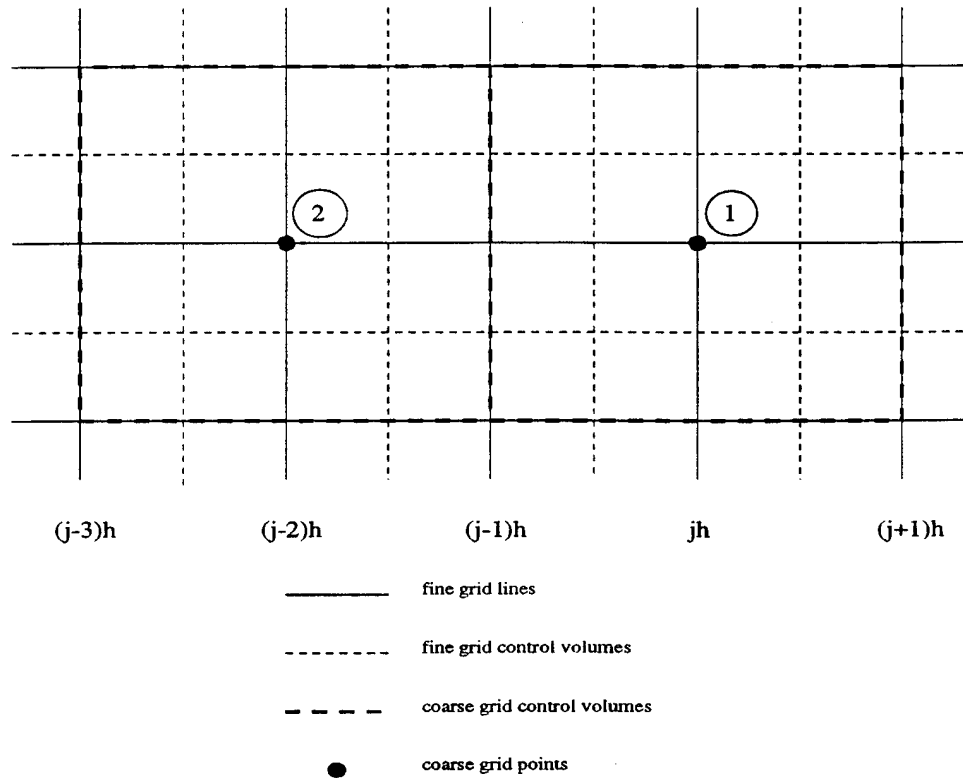 2
1
(j-3)h (j-2)h (j-1)h jh (j+1)h
fine grid lines
fine grid control volumes
coarse grid control volumes
coarse grid points